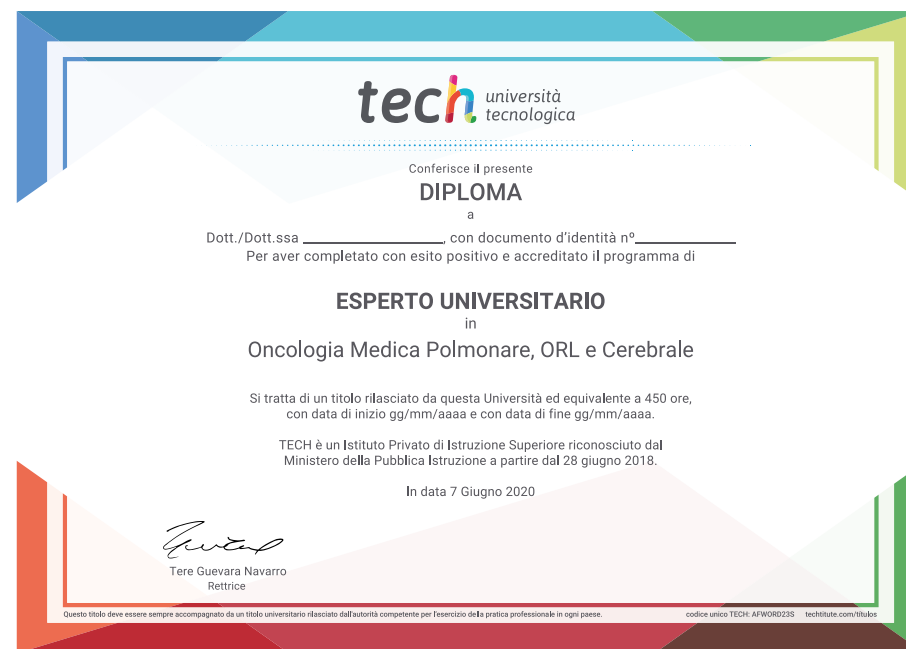 tech università
tecnologica
Conferisce il presente
DIPLOMA
a
Dott./Dott.ssa ____________________, con documento d'identità nº______________
Per aver completato con esito positivo e accreditato il programma di
ESPERTO UNIVERSITARIO
in
Oncologia Medica Polmonare, ORL e Cerebrale
Si tratta di un titolo rilasciato da questa Università ed equivalente a 450 ore,
con data di inizio gg/mm/aaaa e con data di fine gg/mm/aaaa.
TECH è un Istituto Privato di Istruzione Superiore riconosciuto dal
Ministero della Pubblica Istruzione a partire dal 28 giugno 2018.
In data 7 Giugno 2020
Tere Guevara Navarro
Rettrice
Questo titolo deve essere sempre accompagnato da un titolo universitario rilasciato dall'autorità competente per l'esercizio della pratica professionale in ogni paese.
codice unico TECH: AFWORD23S techtitute.com/titulos